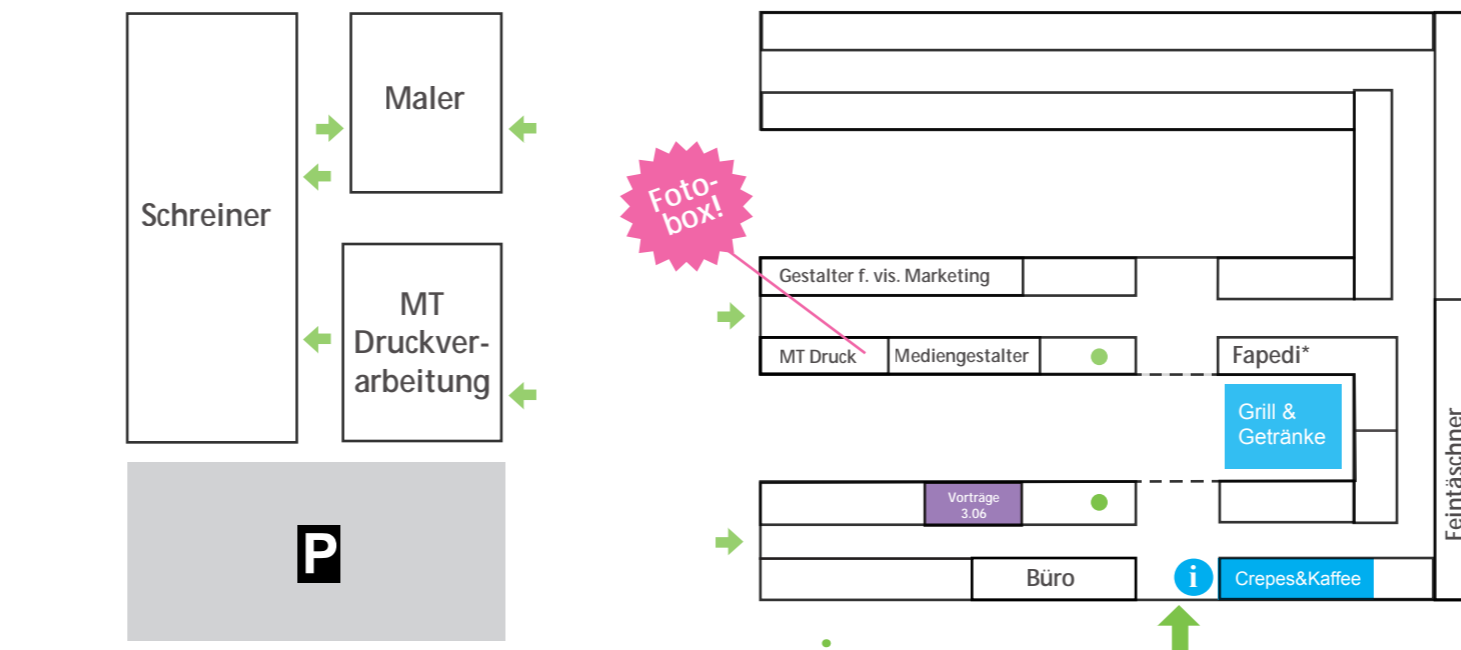 Maler
Schreiner
MT
Druckver-
arbeitung
P
Foto-
box!
Gestalter f. vis. Marketing
MT Druck
Mediengestalter
Fapedi*
Grill &
Getränke
Feintäschner
Vorträge
3.06
Büro
i
Crepes&Kaffee